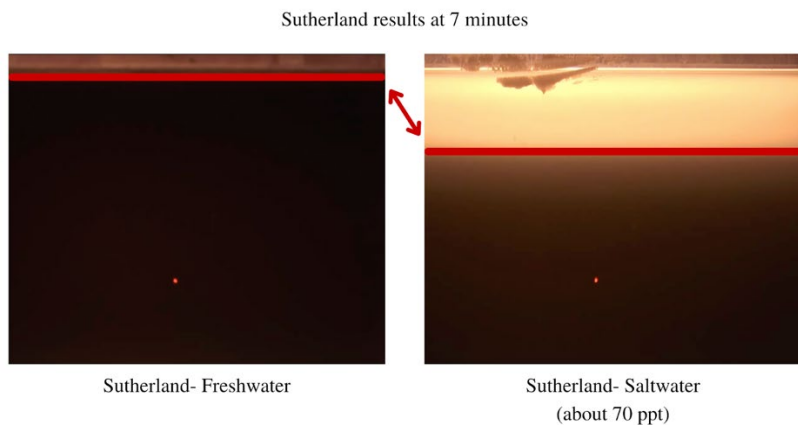 Sutherland results at 7 minutes
Sutherland- Freshwater
Sutherland- Saltwater
(about 70 ppt)